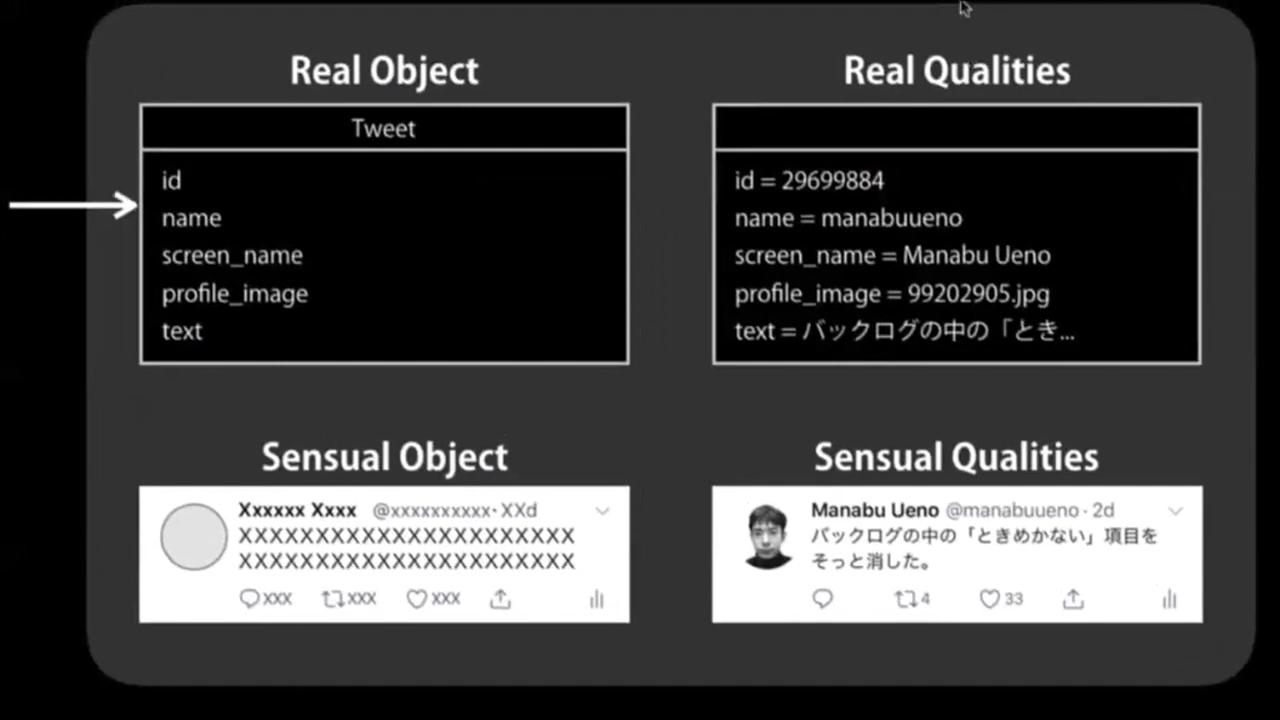 Real Object
Tweet
id
name
screen_name
profile_image
text
Real Qualities
id = 29699884
name = manabuueno
screen_name = Manabu Ueno
profile_image = 99202905.jpg
text = バックログの中の「とき...
Sensual Object
Xxxxxx Xxxx @xxxxxxxxxx· XXd
XXXXXXXXXXXXXXXXXXXXXX
XXXXXXXXXXXXXXXXXXXXXX
XXX XXX XXX
Sensual Qualities
Manabu Ueno @manabuueno · 2d
バックログの中の「ときめかない」項目を
そっと消した。
4 33